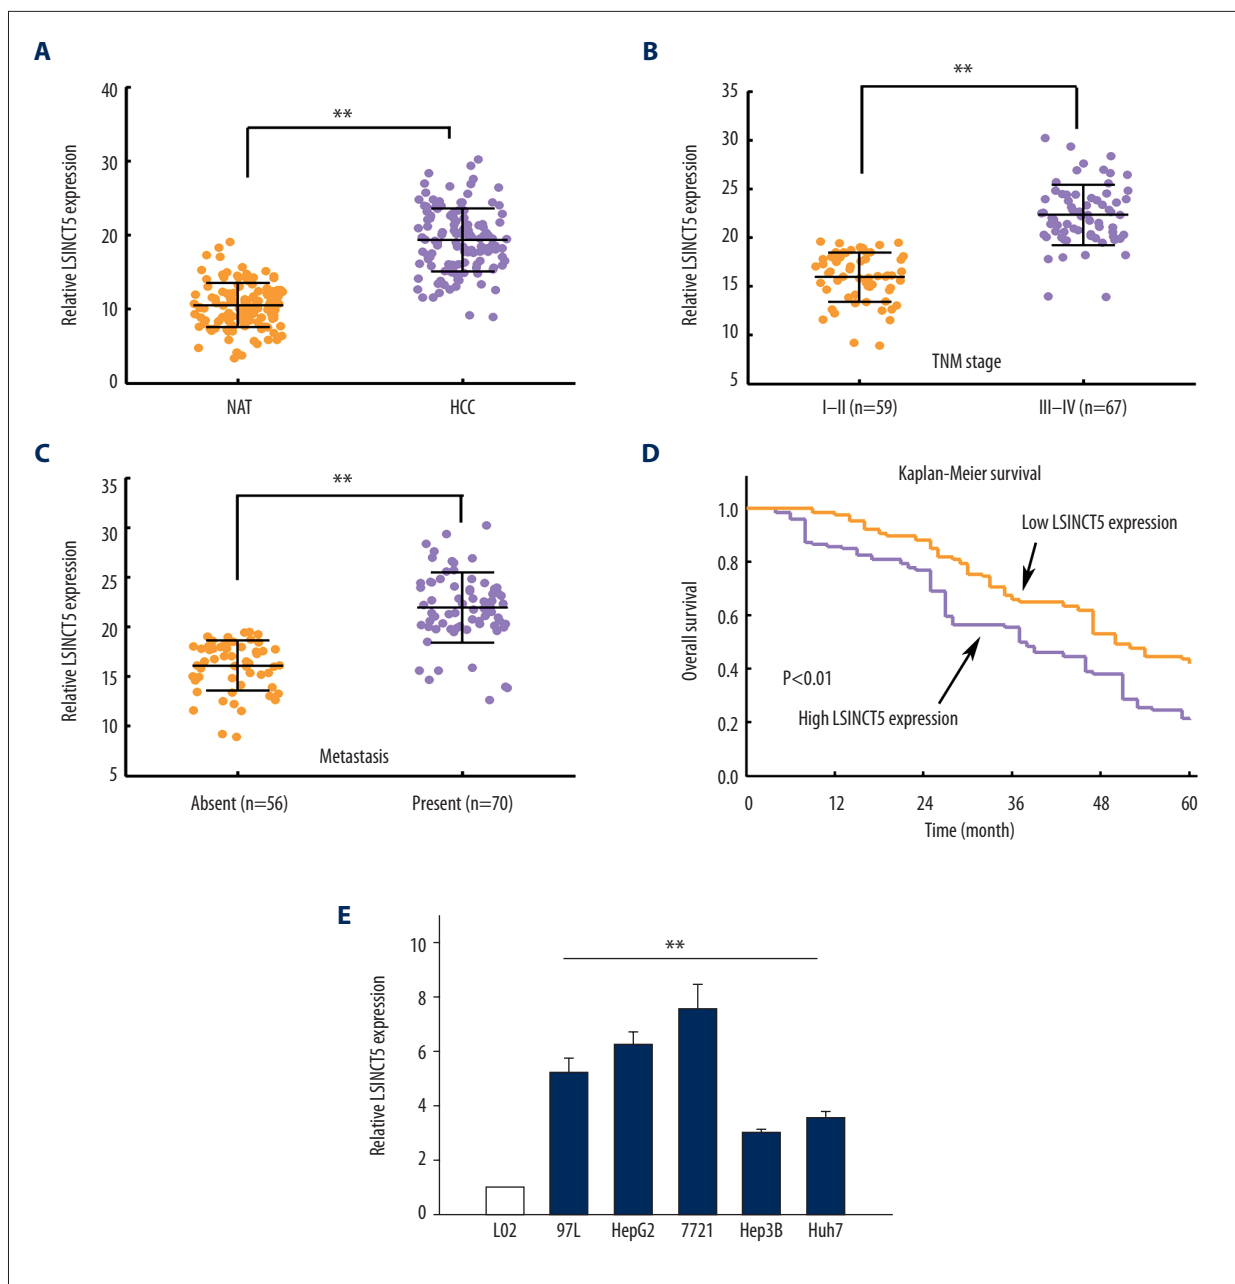 A
40
30
20
10
0
Relative LSINCT5 expression
**
NAT
HCC
B
35
30
25
20
15
10
5
Relative LSINCT5 expression
**
TNM stage
I–II (n=59)
III–IV (n=67)
C
35
30
25
20
15
10
5
Relative LSINCT5 expression
**
Metastasis
Absent (n=56)
Present (n=70)
D
Kaplan-Meier survival
1.0
0.8
0.6
0.4
0.2
0.0
Overall survival
Low LSINCT5 expression
P<0.01
High LSINCT5 expression
0
12
24
36
48
60
Time (month)
E
10
8
6
4
2
0
Relative LSINCT5 expression
**
L02
97L
HepG2
7721
Hep3B
Huh7